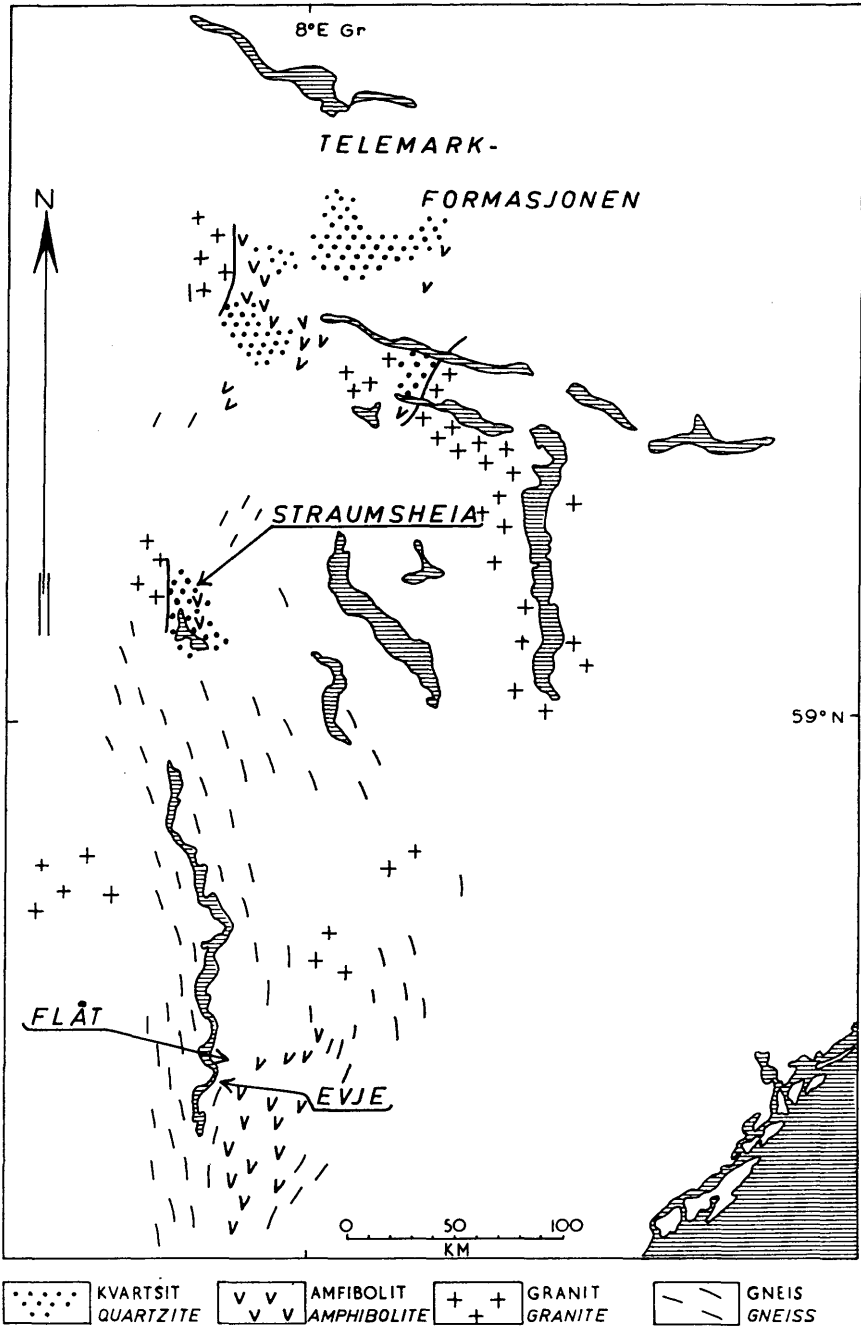 8°E Gr
TELEMARK-
FORMASJONEN
N
STRAUMSHEIA
59°N
FLÅT
EVJE
0 50 100
KM
KVARTSIT
QUARTZITE
AMFIBOLIT
AMPHIBOLITE
GRANIT
GRANITE
GNEIS
GNEISS